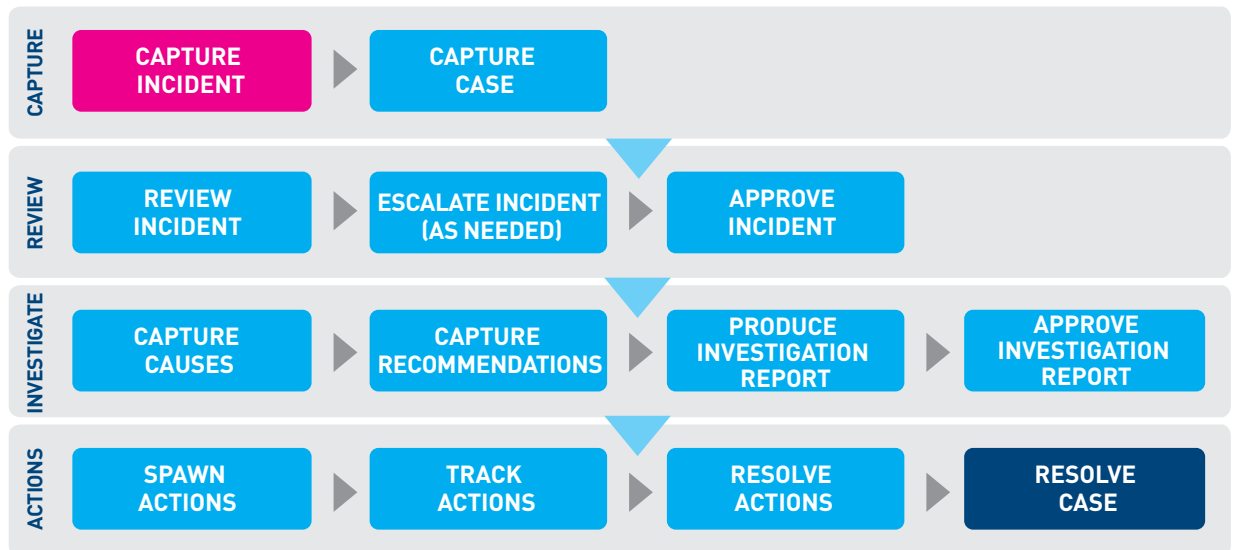 CAPTURE
CAPTURE
INCIDENT
CAPTURE
CASE
REVIEW
REVIEW
INCIDENT
ESCALATE INCIDENT
(AS NEEDED)
APPROVE
INCIDENT
INVESTIGATE
CAPTURE
CAUSES
CAPTURE
RECOMMENDATIONS
PRODUCE
INVESTIGATION
REPORT
APPROVE
INVESTIGATION
REPORT
ACTIONS
SPAWN
ACTIONS
TRACK
ACTIONS
RESOLVE
ACTIONS
RESOLVE
CASE